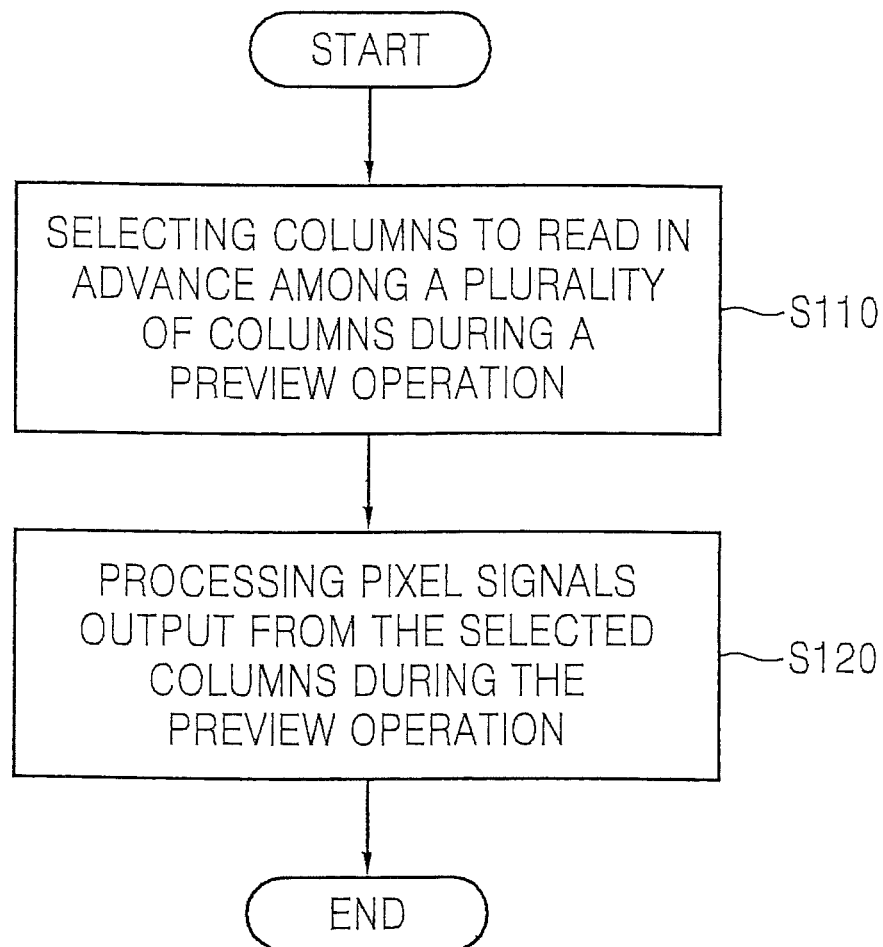 START
SELECTING COLUMNS TO READ IN
ADVANCE AMONG A PLURALITY
OF COLUMNS DURING A
PREVIEW OPERATION
S110
PROCESSING PIXEL SIGNALS
OUTPUT FROM THE SELECTED
COLUMNS DURING THE
PREVIEW OPERATION
S120
END